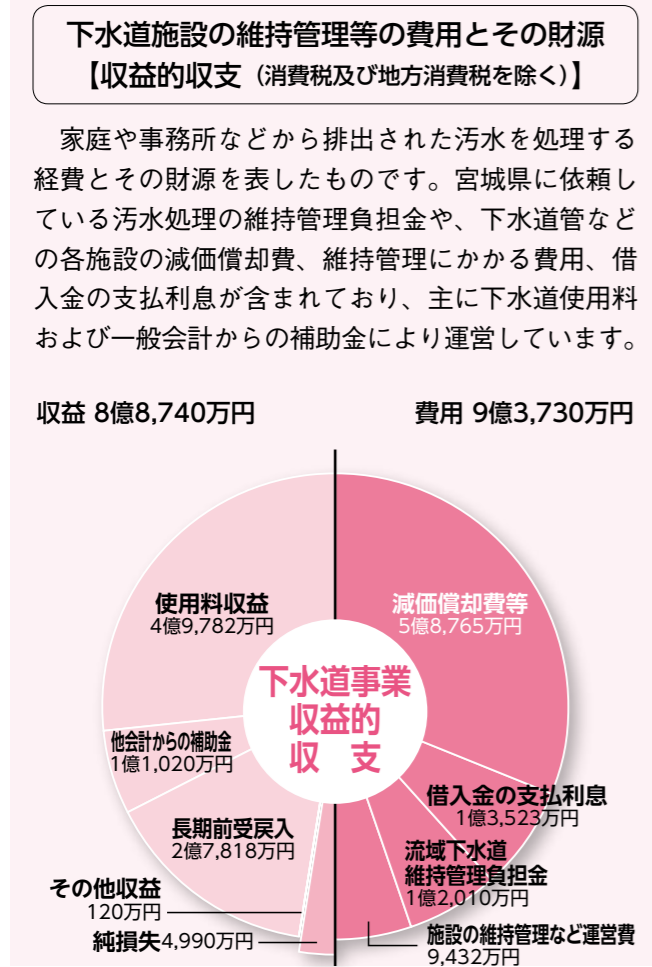 下水道施設の維持管理等の費用とその財源
【収益的収支（消費税及び地方消費税を除く）】
家庭や事務所などから排出された汚水を処理する
経費とその財源を表したものです。宮城県に依頼し
ている汚水処理の維持管理負担金や、下水道管など
の各施設の減価償却費、維持管理にかかる費用、借
入金の支払利息が含まれており、主に下水道使用料
および一般会計からの補助金により運営しています。
収益 8億8,740万円
費用 9億3,730万円
使用料収益
4億9,782万円
他会計からの補助金
1億1,020万円
長期前受戻入
2億7,818万円
その他収益
120万円
純損失4,990万円
下水道事業
収益的
収　支
減価償却費等
5億8,765万円
借入金の支払利息
1億3,523万円
流域下水道
維持管理負担金
1億2,010万円
施設の維持管理など運営費
9,432万円